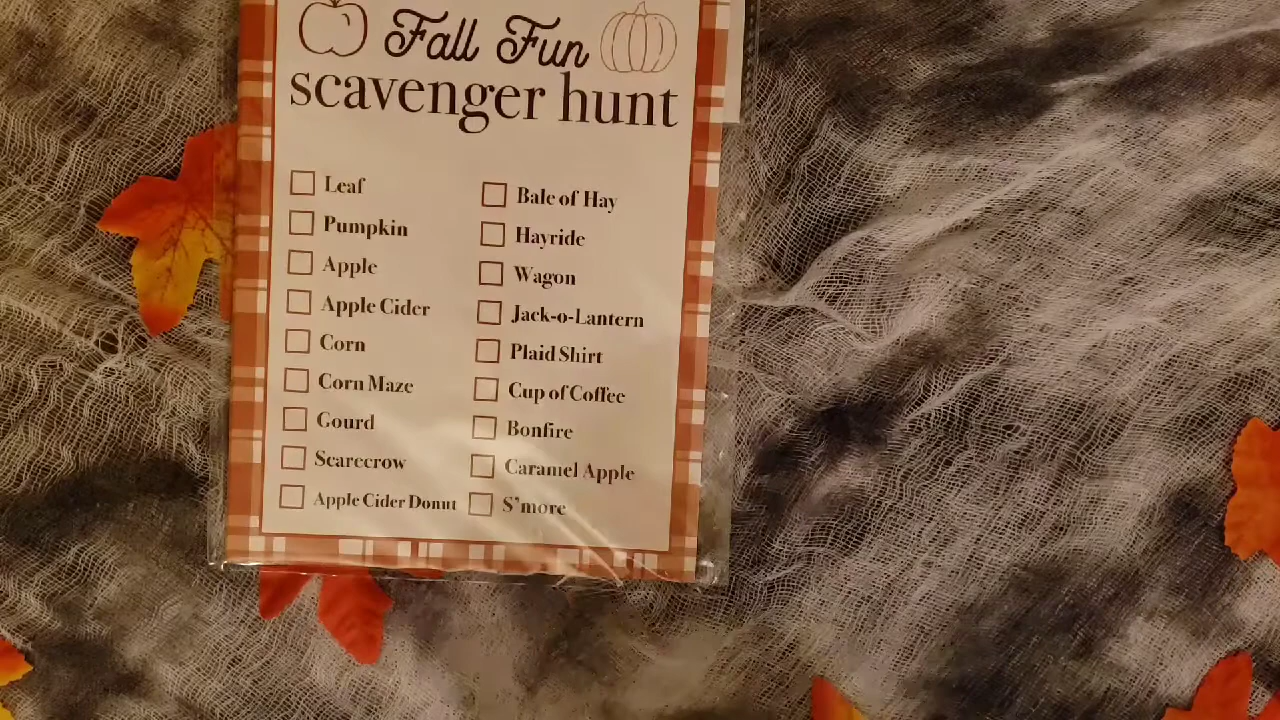 Fall Fun
scavenger hunt
Leaf
Pumpkin
Apple
Apple Cider
Corn
Corn Maze
Gourd
Scarecrow
Apple Cider Donut
Bale of Hay
Hayride
Wagon
Jack-o-Lantern
Plaid Shirt
Cup of Coffee
Bonfire
Caramel Apple
S'more